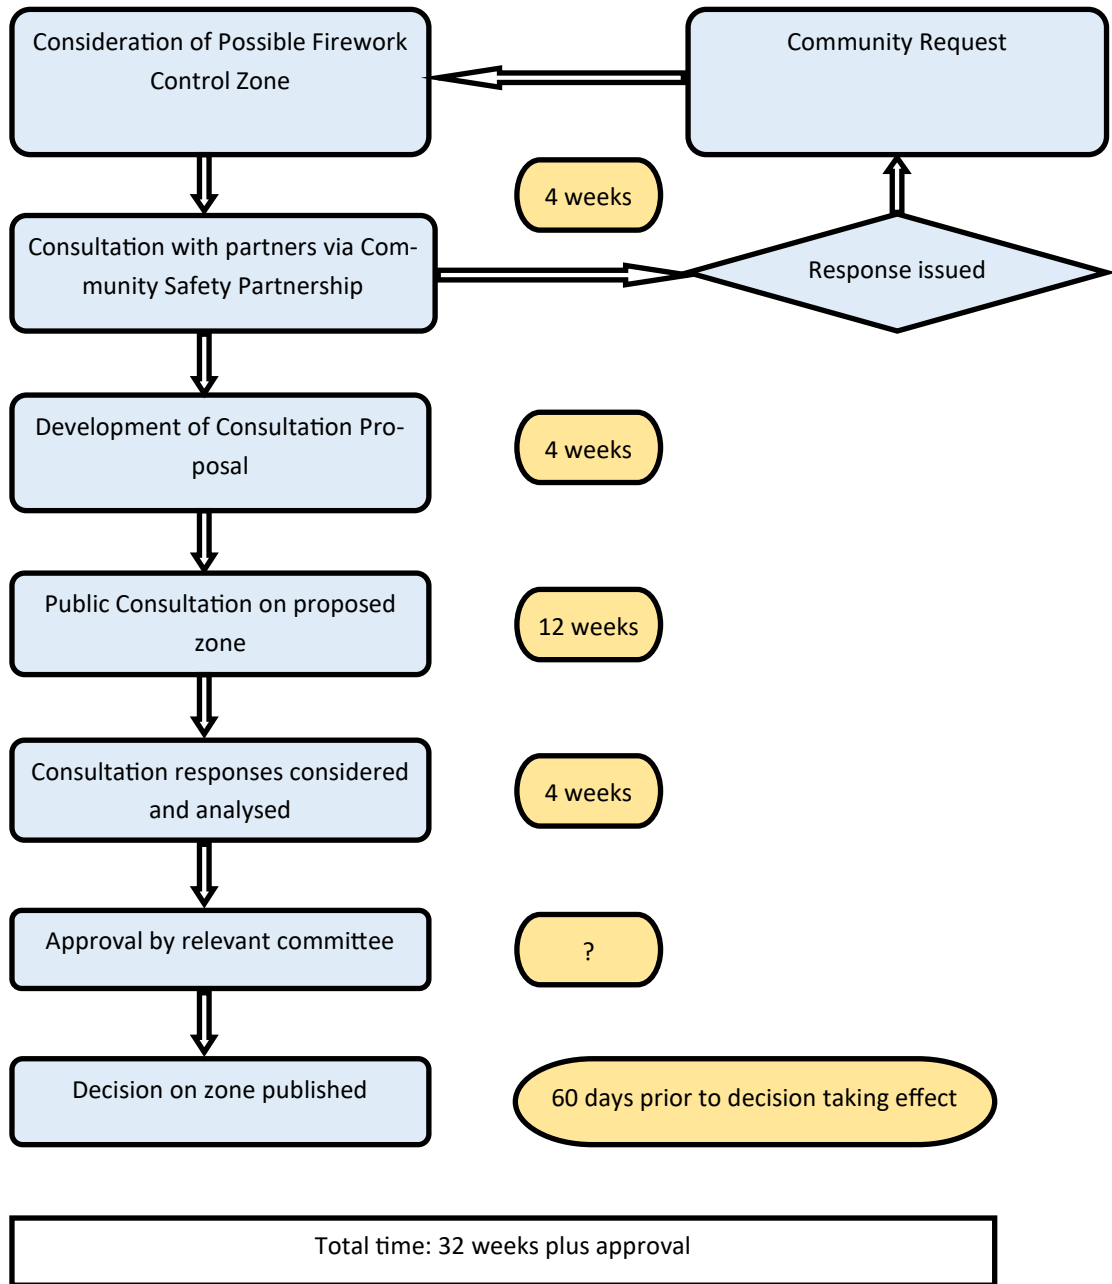 Consideration of Possible Firework
Control Zone
Community Request
4 weeks
Consultation with partners via Com-
munity Safety Partnership
Response issued
Development of Consultation Pro-
posal
4 weeks
Public Consultation on proposed
zone
12 weeks
Consultation responses considered
and analysed
4 weeks
Approval by relevant committee
?
Decision on zone published
60 days prior to decision taking effect
Total time: 32 weeks plus approval